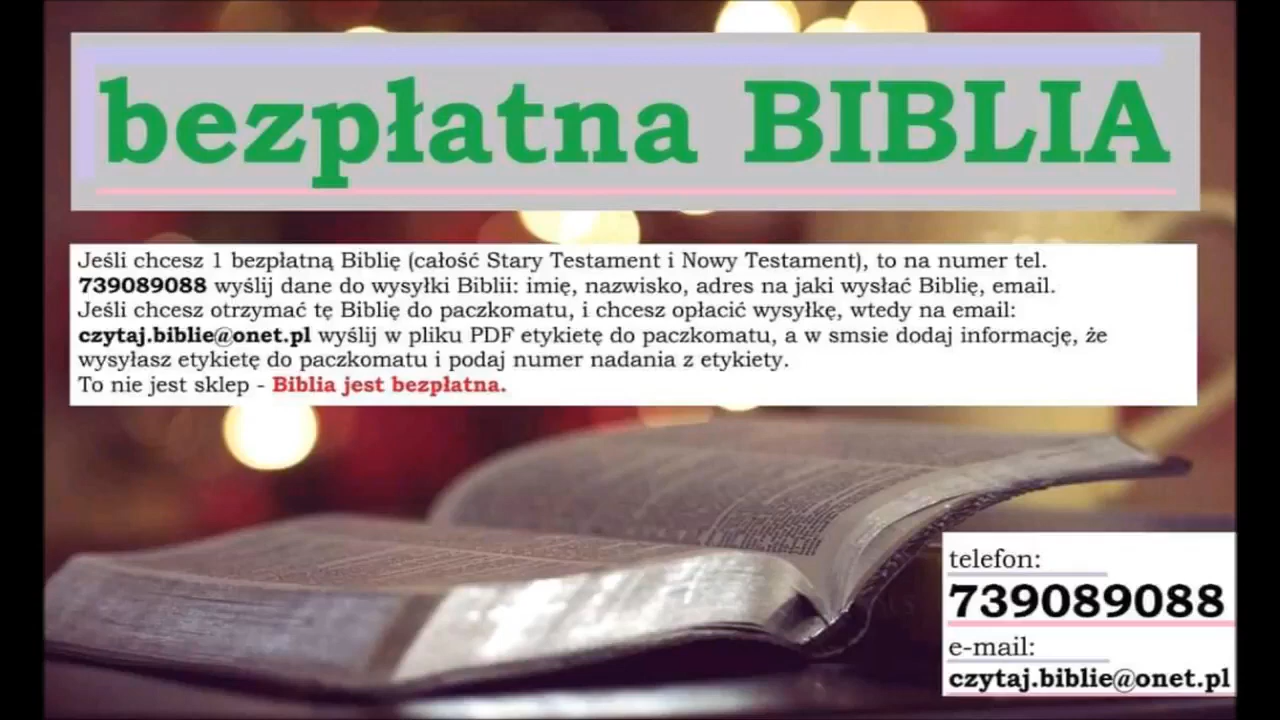 bezpłatna BIBLIA
Jeśli chcesz 1 bezpłatną Biblię (całość Stary Testament i Nowy Testament), to na numer tel.
739089088 wyślij dane do wysyłki Biblii: imię, nazwisko, adres na jaki wysłać Biblię, email.
Jeśli chcesz otrzymać tę Biblię do paczkomatu, i chcesz opłacić wysyłkę, wtedy na email:
czytaj.biblie@onet.pl wyślij w pliku PDF etykietę do paczkomatu, a w smsie dodaj informację, że
wysyłasz etykietę do paczkomatu i podaj numer nadania z etykiety.
To nie jest sklep - Biblia jest bezpłatna.
telefon:
739089088
e-mail:
czytaj.biblie@onet.pl